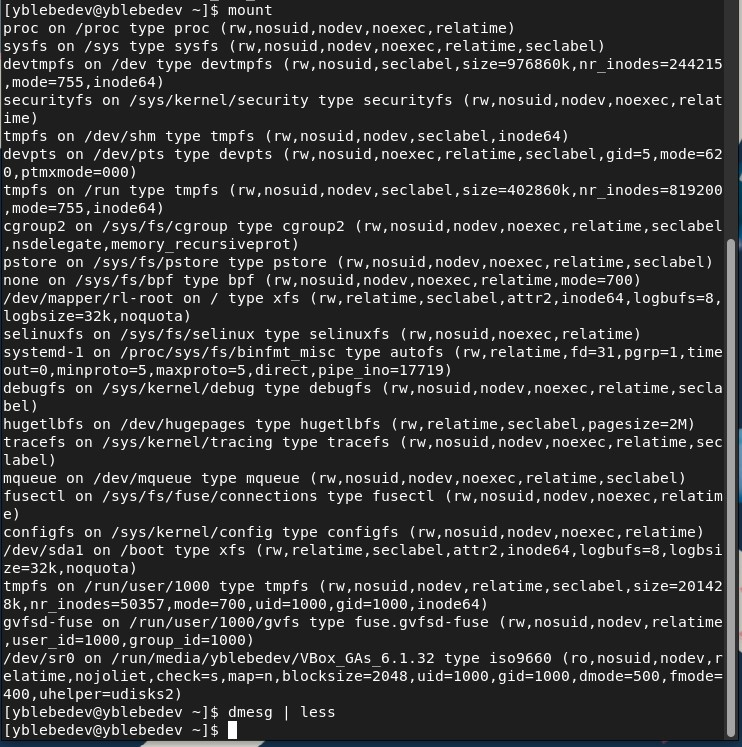 [yblebedev@yblebedev ~]$ mount
proc on /proc type proc (rw,nosuid,nodev,noexec,relatime)
sysfs on /sys type sysfs (rw,nosuid,nodev,noexec,relatime,seclabel)
devtmpfs on /dev type devtmpfs (rw,nosuid,seclabel,size=976860k,nr_inodes=244215
,mode=755,inode64)
securityfs on /sys/kernel/security type securityfs (rw,nosuid,nodev,noexec,relat
ime)
tmpfs on /dev/shm type tmpfs (rw,nosuid,nodev,seclabel,inode64)
devpts on /dev/pts type devpts (rw,nosuid,noexec,relatime,seclabel,gid=5,mode=62
0,ptmxmode=000)
tmpfs on /run type tmpfs (rw,nosuid,nodev,seclabel,size=402860k,nr_inodes=819200
,mode=755,inode64)
cgroup2 on /sys/fs/cgroup type cgroup2 (rw,nosuid,nodev,noexec,relatime,seclabel
,nsdelegate,memory_recursiveprot)
pstore on /sys/fs/pstore type pstore (rw,nosuid,nodev,noexec,relatime,seclabel)
none on /sys/fs/bpf type bpf (rw,nosuid,nodev,noexec,relatime,mode=700)
/dev/mapper/rl-root on / type xfs (rw,relatime,seclabel,attr2,inode64,logbufs=8,
logbsize=32k,noquota)
selinuxfs on /sys/fs/selinux type selinuxfs (rw,nosuid,noexec,relatime)
systemd-1 on /proc/sys/fs/binfmt_misc type autofs (rw,relatime,fd=31,pgrp=1,time
out=0,minproto=5,maxproto=5,direct,pipe_ino=17719)
debugfs on /sys/kernel/debug type debugfs (rw,nosuid,nodev,noexec,relatime,secla
bel)
hugetlbfs on /dev/hugepages type hugetlbfs (rw,relatime,seclabel,pagesize=2M)
tracefs on /sys/kernel/tracing type tracefs (rw,nosuid,nodev,noexec,relatime,sec
label)
mqueue on /dev/mqueue type mqueue (rw,nosuid,nodev,noexec,relatime,seclabel)
fusectl on /sys/fs/fuse/connections type fusectl (rw,nosuid,nodev,noexec,relatim
e)
configfs on /sys/kernel/config type configfs (rw,nosuid,nodev,noexec,relatime)
/dev/sda1 on /boot type xfs (rw,relatime,seclabel,attr2,inode64,logbufs=8,logbsi
ze=32k,noquota)
tmpfs on /run/user/1000 type tmpfs (rw,nosuid,nodev,relatime,seclabel,size=20142
8k,nr_inodes=50357,mode=700,uid=1000,gid=1000,inode64)
gvfsd-fuse on /run/user/1000/gvfs type fuse.gvfsd-fuse (rw,nosuid,nodev,relatime
,user_id=1000,group_id=1000)
/dev/sr0 on /run/media/yblebedev/VBox_GAs_6.1.32 type iso9660 (ro,nosuid,nodev,r
elatime,nojoliet,check=s,map=n,blocksize=2048,uid=1000,gid=1000,dmode=500,fmode=
400,uhelper=udisks2)
[yblebedev@yblebedev ~]$ dmesg | less
[yblebedev@yblebedev ~]$